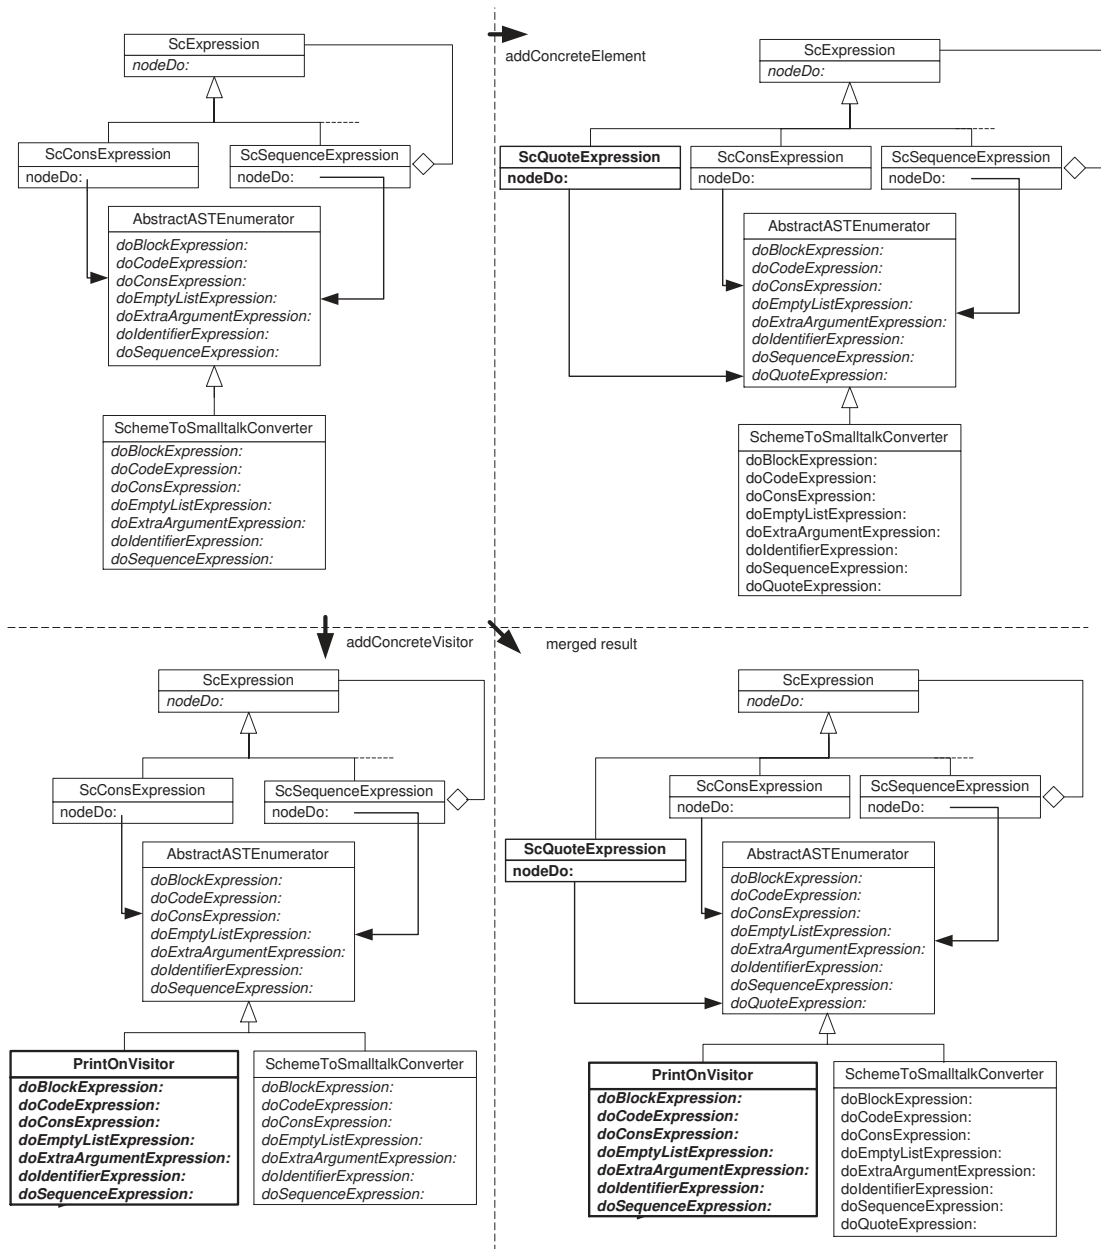 ScExpression
nodeDo:
ScConsExpression
nodeDo:
ScSequenceExpression
nodeDo:
AbstractASTEnumerator
doBlockExpression:
doCodeExpression:
doConsExpression:
doEmptyListExpression:
doExtraArgumentExpression:
doIdentifierExpression:
doSequenceExpression:
SchemeToSmalltalkConverter
doBlockExpression:
doCodeExpression:
doConsExpression:
doEmptyListExpression:
doExtraArgumentExpression:
doIdentifierExpression:
doSequenceExpression:
addConcreteElement
ScExpression
nodeDo:
ScQuoteExpression
nodeDo:
ScConsExpression
nodeDo:
ScSequenceExpression
nodeDo:
AbstractASTEnumerator
doBlockExpression:
doCodeExpression:
doConsExpression:
doEmptyListExpression:
doExtraArgumentExpression:
doIdentifierExpression:
doSequenceExpression:
doQuoteExpression:
SchemeToSmalltalkConverter
doBlockExpression:
doCodeExpression:
doConsExpression:
doEmptyListExpression:
doExtraArgumentExpression:
doIdentifierExpression:
doSequenceExpression:
doQuoteExpression:
addConcreteVisitor
ScExpression
nodeDo:
ScConsExpression
nodeDo:
ScSequenceExpression
nodeDo:
AbstractASTEnumerator
doBlockExpression:
doCodeExpression:
doConsExpression:
doEmptyListExpression:
doExtraArgumentExpression:
doIdentifierExpression:
doSequenceExpression:
PrintOnVisitor
doBlockExpression:
doCodeExpression:
doConsExpression:
doEmptyListExpression:
doExtraArgumentExpression:
doIdentifierExpression:
doSequenceExpression:
SchemeToSmalltalkConverter
doBlockExpression:
doCodeExpression:
doConsExpression:
doEmptyListExpression:
doExtraArgumentExpression:
doIdentifierExpression:
doSequenceExpression:
merged result
ScExpression
nodeDo:
ScConsExpression
nodeDo:
ScSequenceExpression
nodeDo:
ScQuoteExpression
nodeDo:
AbstractASTEnumerator
doBlockExpression:
doCodeExpression:
doConsExpression:
doEmptyListExpression:
doExtraArgumentExpression:
doIdentifierExpression:
doSequenceExpression:
doQuoteExpression:
PrintOnVisitor
doBlockExpression:
doCodeExpression:
doConsExpression:
doEmptyListExpression:
doExtraArgumentExpression:
doIdentifierExpression:
doSequenceExpression:
SchemeToSmalltalkConverter
doBlockExpression:
doCodeExpression:
doConsExpression:
doEmptyListExpression:
doExtraArgumentExpression:
doIdentifierExpression:
doSequenceExpression:
doQuoteExpression: